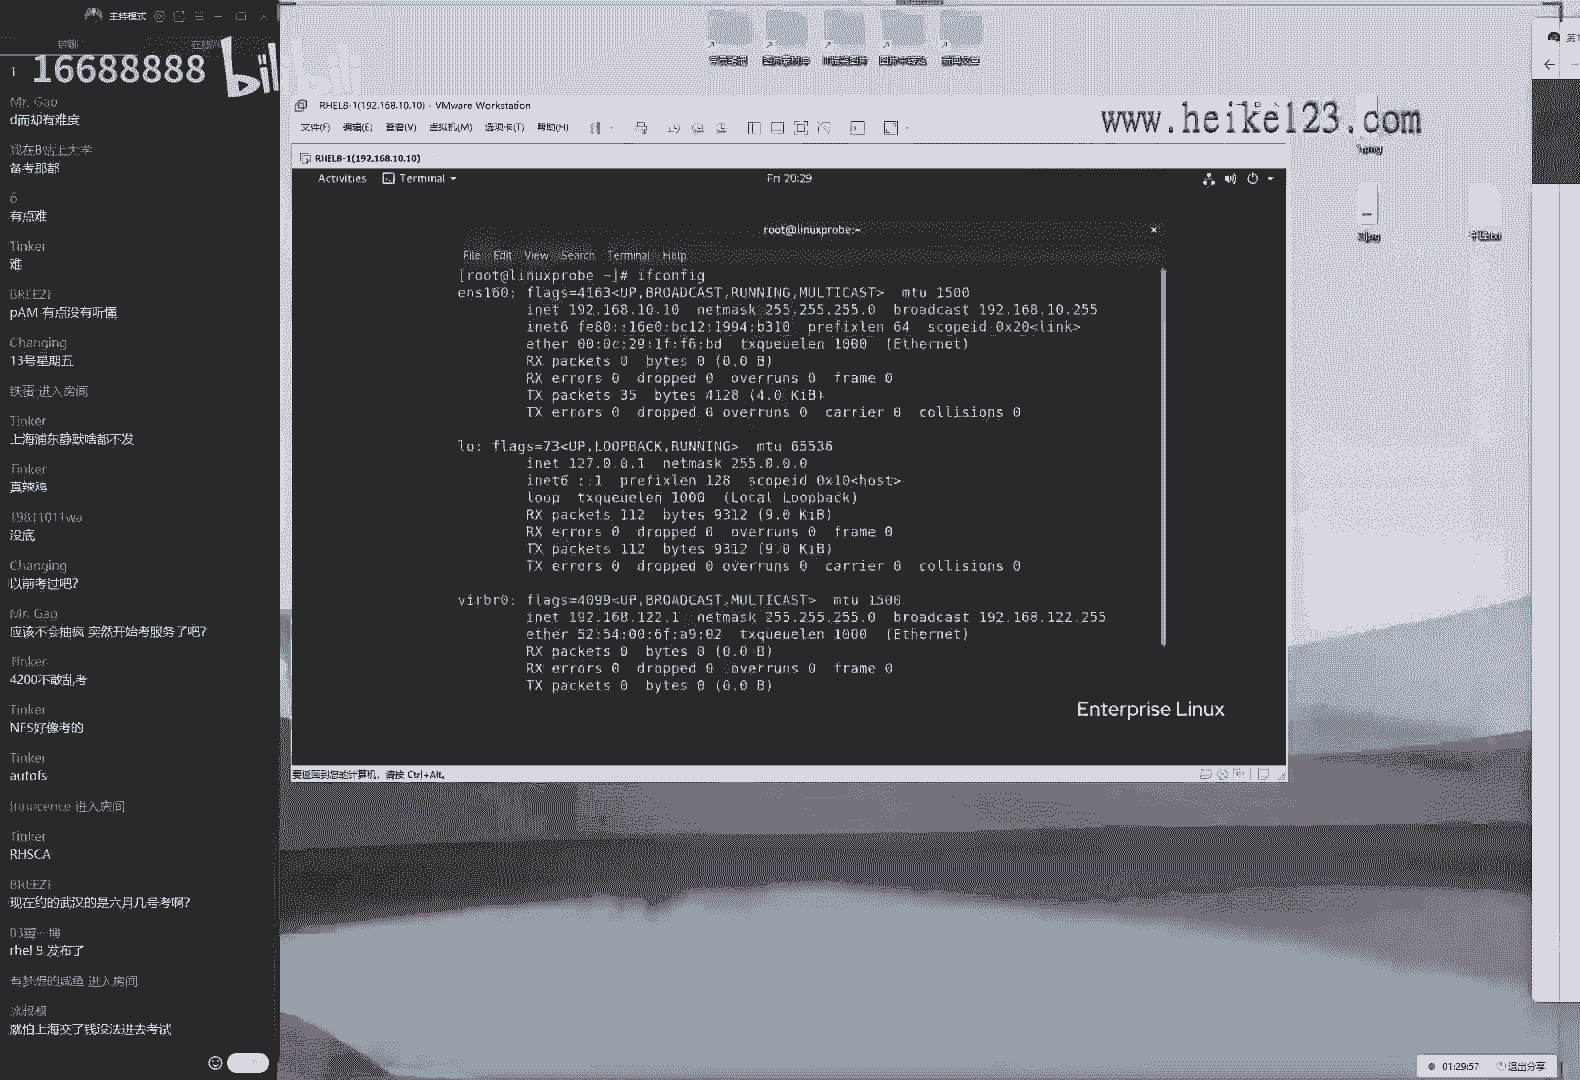 主持模式
1 16688888
bil
Mr. Gao
d而却有难度
我在B站上大学
备考那都
6
有点难
Tinker
难
BREEZE
pAM 有点没有听懂
Changing
13号星期五
铁蛋 进入房间
Tinker
上海浦东静默啥都不发
Tinker
真辣鸡
19811011wa
没底
Changing
以前考过吧?
Mr. Gao
应该不会抽疯 突然开始考服务了吧?
Tinker
4200不敢乱考
Tinker
NFS好像考的
Tinker
autofs
Innocence 进入房间
Tinker
RHSCA
BREEZE
现在约的武汉的是六月几号考啊?
rhel 9 发布了
有梦想的咸鱼 进入房间
就怕上海交了钱没法进去考试
www.heike123.com
RHEL8-1(192.168.10.10) - VMware Workstation
文件(F) 编辑(E) 查看(V) 虚拟机(M) 选项卡(T) 帮助(H)
RHEL8-1(192.168.10.10)
Activities Terminal Fri 20:29
root@linuxprobe:~
File Edit View Search Terminal Help
[root@linuxprobe ~]# ifconfig
ens160: flags=4163<UP,BROADCAST,RUNNING,MULTICAST> mtu 1500
inet 192.168.10.10 netmask 255.255.255.0 broadcast 192.168.10.255
inet6 fe80::16e0:bc12:1994:b310 prefixlen 64 scopeid 0x20<link>
ether 00:0c:29:1f:f6:bd txqueuelen 1000 (Ethernet)
RX packets 0 bytes 0 (0.0 B)
RX errors 0 dropped 0 overruns 0 frame 0
TX packets 35 bytes 4128 (4.0 KiB)
TX errors 0 dropped 0 overruns 0 carrier 0 collisions 0
lo: flags=73<UP,LOOPBACK,RUNNING> mtu 65536
inet 127.0.0.1 netmask 255.0.0.0
inet6 ::1 prefixlen 128 scopeid 0x10<host>
loop txqueuelen 1000 (Local Loopback)
RX packets 112 bytes 9312 (9.0 KiB)
RX errors 0 dropped 0 overruns 0 frame 0
TX packets 112 bytes 9312 (9.0 KiB)
TX errors 0 dropped 0 overruns 0 carrier 0 collisions 0
virbr0: flags=4099<UP,BROADCAST,MULTICAST> mtu 1500
inet 192.168.122.1 netmask 255.255.255.0 broadcast 192.168.122.255
ether 52:54:00:6f:a9:02 txqueuelen 1000 (Ethernet)
RX packets 0 bytes 0 (0.0 B)
RX errors 0 dropped 0 overruns 0 frame 0
TX packets 0 bytes 0 (0.0 B)
Enterprise Linux
要返回到您的计算机，请按 Ctrl+Alt。
01:29:57 退出分享